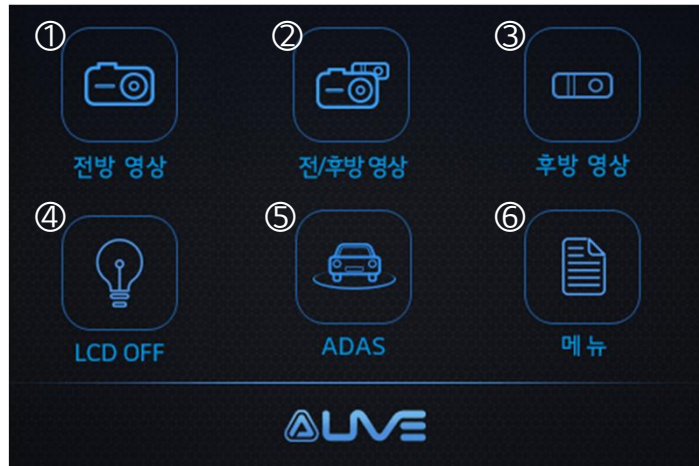 ① ② ③
전방 영상 전/후방 영상 후방 영상
④ ⑤ ⑥
LCD OFF ADAS 메뉴
ALIVE